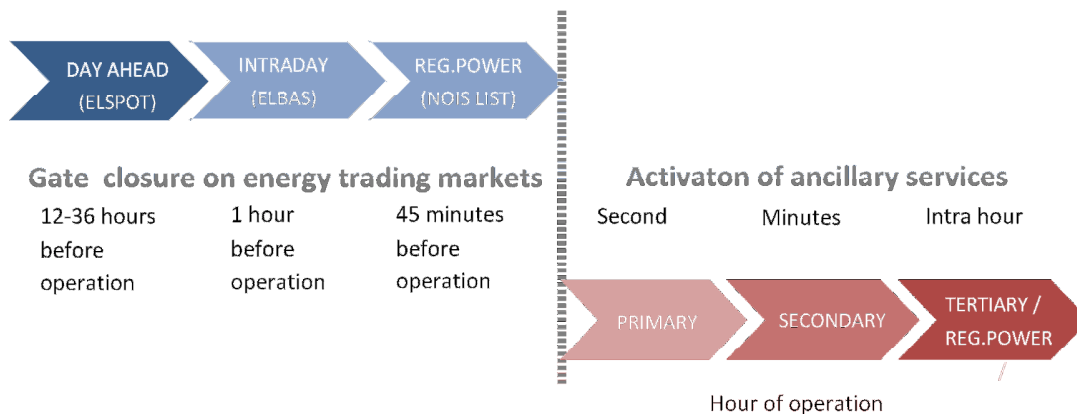 DAY AHEAD
(ELSPOT)
INTRADAY
(ELBAS)
REG.POWER
(NOIS LIST)
Gate closure on energy trading markets
12-36 hours
before
operation
1 hour
before
operation
45 minutes
before
operation
Activaton of ancillary services
Second
Minutes
Intra hour
PRIMARY
SECONDARY
TERTIARY /
REG.POWER
Hour of operation